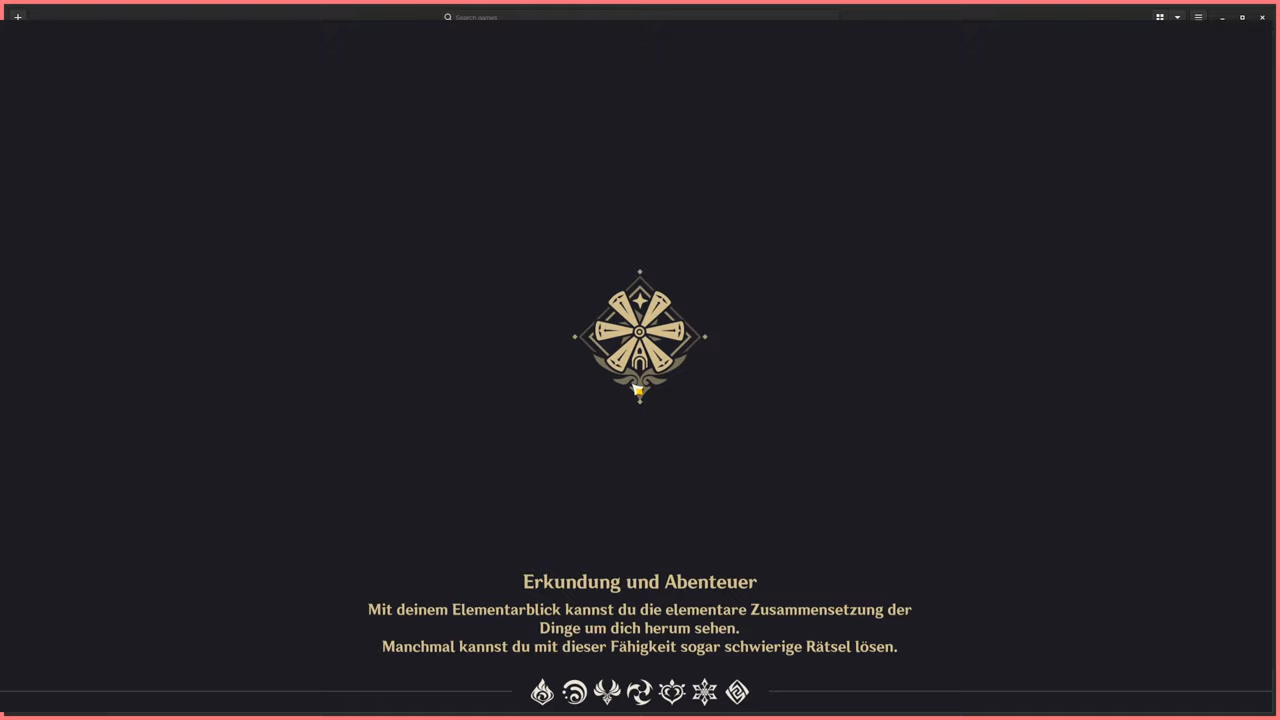 Search games
Erkundung und Abenteuer
Mit deinem Elementarblick kannst du die elementare Zusammensetzung der
Dinge um dich herum sehen.
Manchmal kannst du mit dieser Fähigkeit sogar schwierige Rätsel lösen.